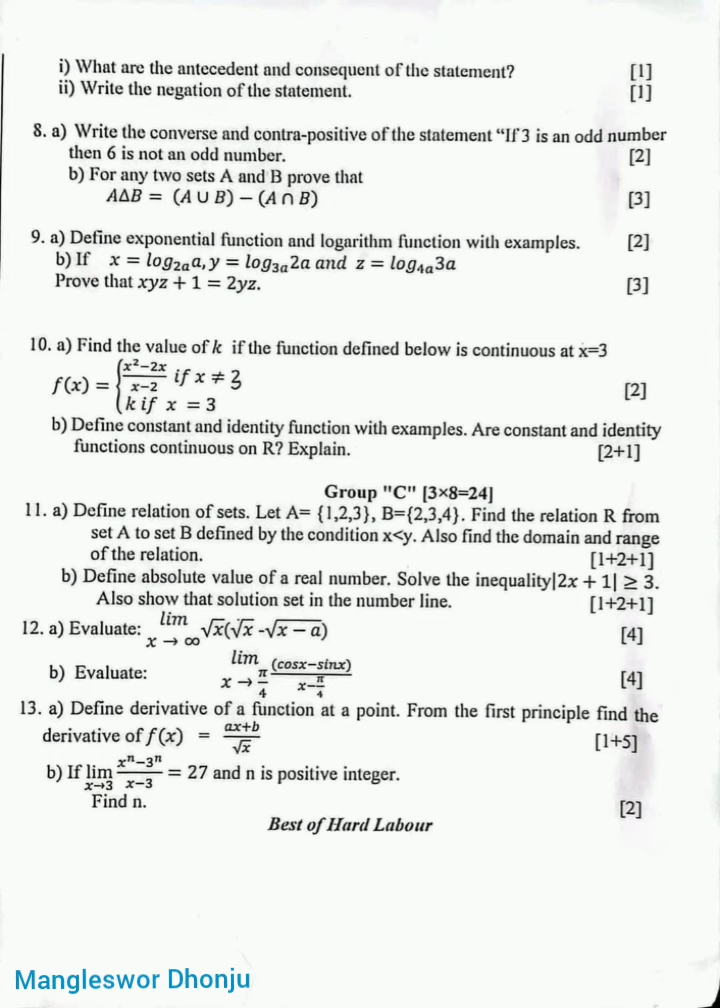 i) What are the antecedent and consequent of the statement? [1]
ii) Write the negation of the statement. [1]
8. a) Write the converse and contra-positive of the statement “If 3 is an odd number
then 6 is not an odd number. [2]
b) For any two sets A and B prove that
A∆B = (A ∪ B) − (A ∩ B) [3]
9. a) Define exponential function and logarithm function with examples. [2]
b) If x = log₂ₐa, y = log₃ₐ2a and z = log₄ₐ3a
Prove that xyz + 1 = 2yz. [3]
10. a) Find the value of k if the function defined below is continuous at x=3
f(x) = { (x²−2x)/(x−2) if x ≠ 3
k if x = 3 [2]
b) Define constant and identity function with examples. Are constant and identity
functions continuous on R? Explain. [2+1]
Group "C" [3×8=24]
11. a) Define relation of sets. Let A= {1,2,3}, B={2,3,4}. Find the relation R from
set A to set B defined by the condition x<y. Also find the domain and range
of the relation. [1+2+1]
b) Define absolute value of a real number. Solve the inequality|2x + 1| ≥ 3.
Also show that solution set in the number line. [1+2+1]
12. a) Evaluate: lim x → ∞ √x(√x -√(x − a)) [4]
b) Evaluate: lim x → π/4 (cosx−sinx)/(x−π/4) [4]
13. a) Define derivative of a function at a point. From the first principle find the
derivative of f(x) = (ax+b)/√x [1+5]
b) If lim x→3 (xⁿ−3ⁿ)/(x−3) = 27 and n is positive integer.
Find n. [2]
Best of Hard Labour
Mangleswor Dhonju